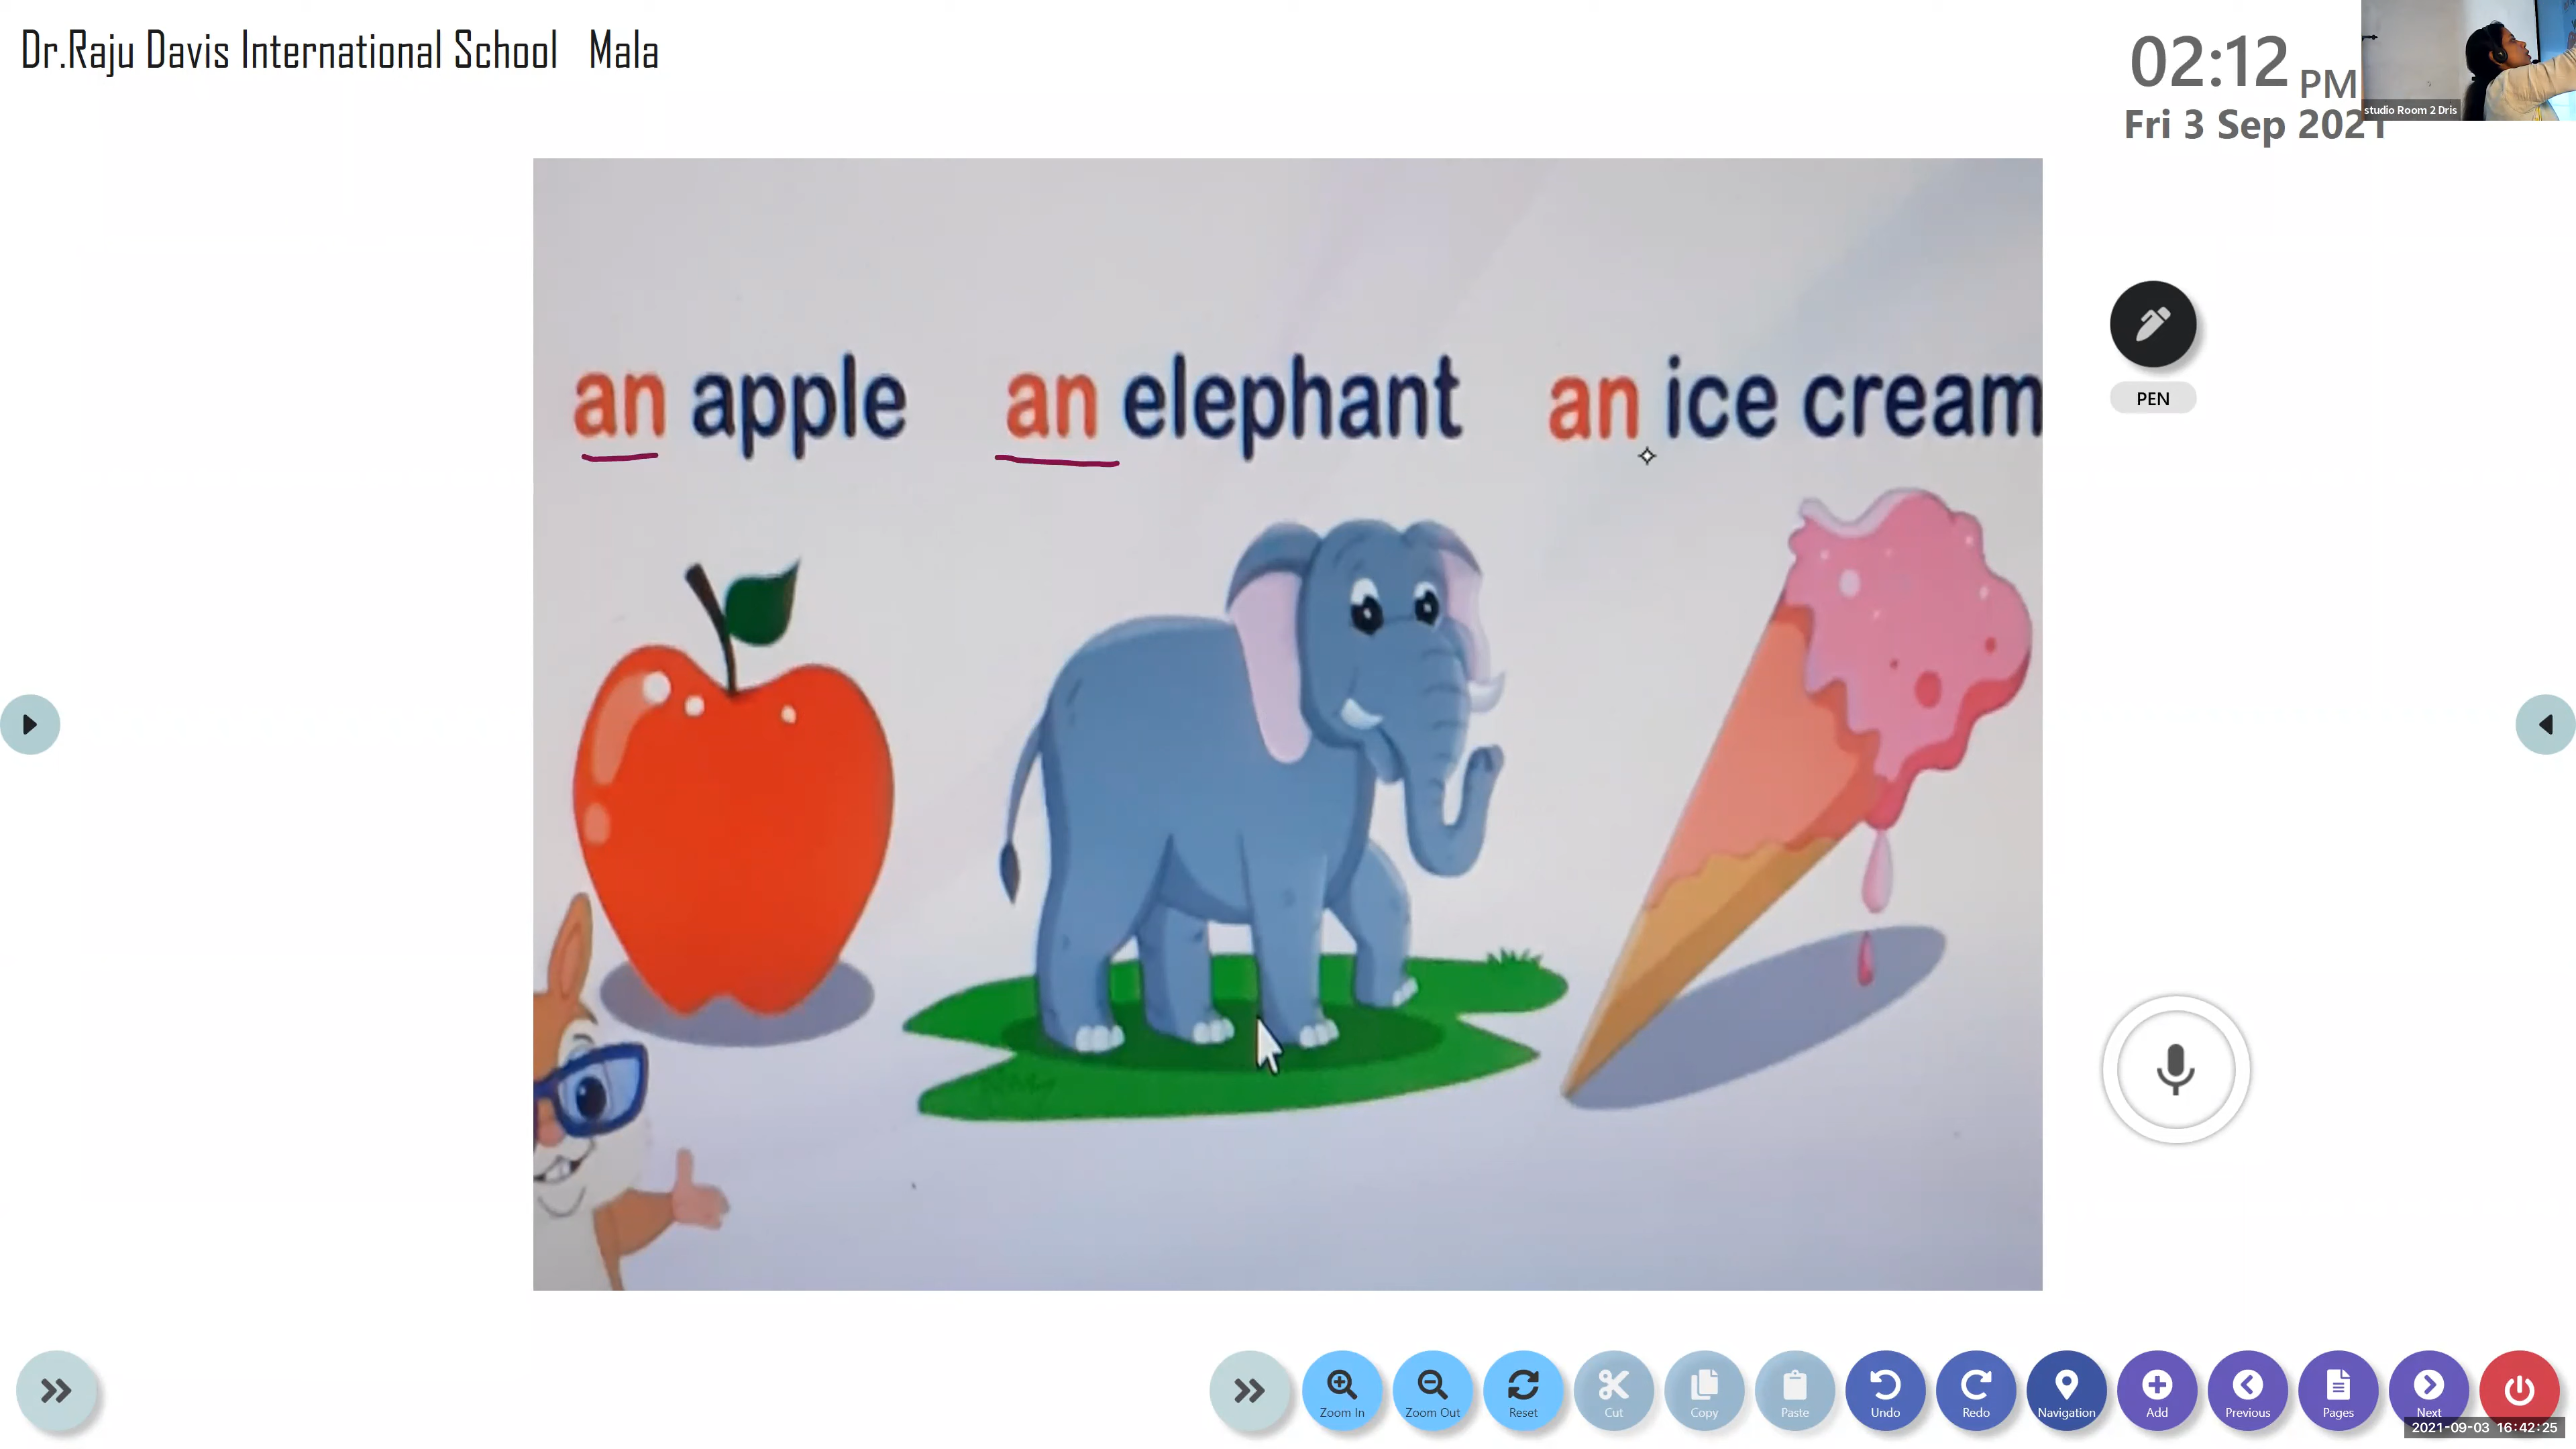 Dr.Raju Davis International School Mala
02:12 PM
Fri 3 Sep 2021
studio Room 2 Dris
an apple an elephant an ice cream
PEN
Zoom In Zoom Out Reset Cut Copy Paste Undo Redo Navigation Add Previous Pages Next
2021-09-03 16:42:25